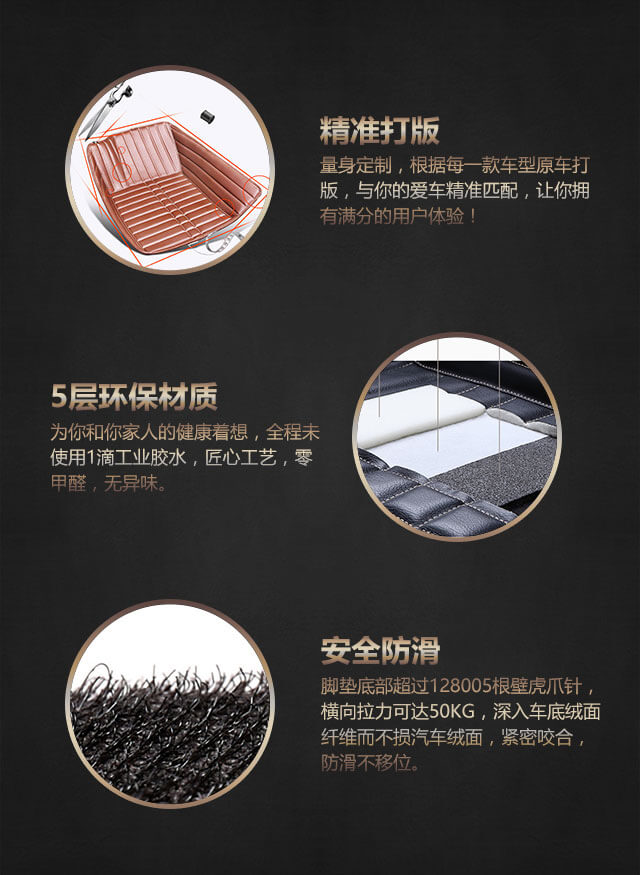 精准打版
量身定制，根据每一款车型原车打
版，与你的爱车精准匹配，让你拥
有满分的用户体验！
5层环保材质
为你和你家人的健康着想，全程未
使用1滴工业胶水，匠心工艺，零
甲醛，无异味。
安全防滑
脚垫底部超过128005根壁虎爪针，
横向拉力可达50KG，深入车底绒面
纤维而不损汽车绒面，紧密咬合，
防滑不移位。